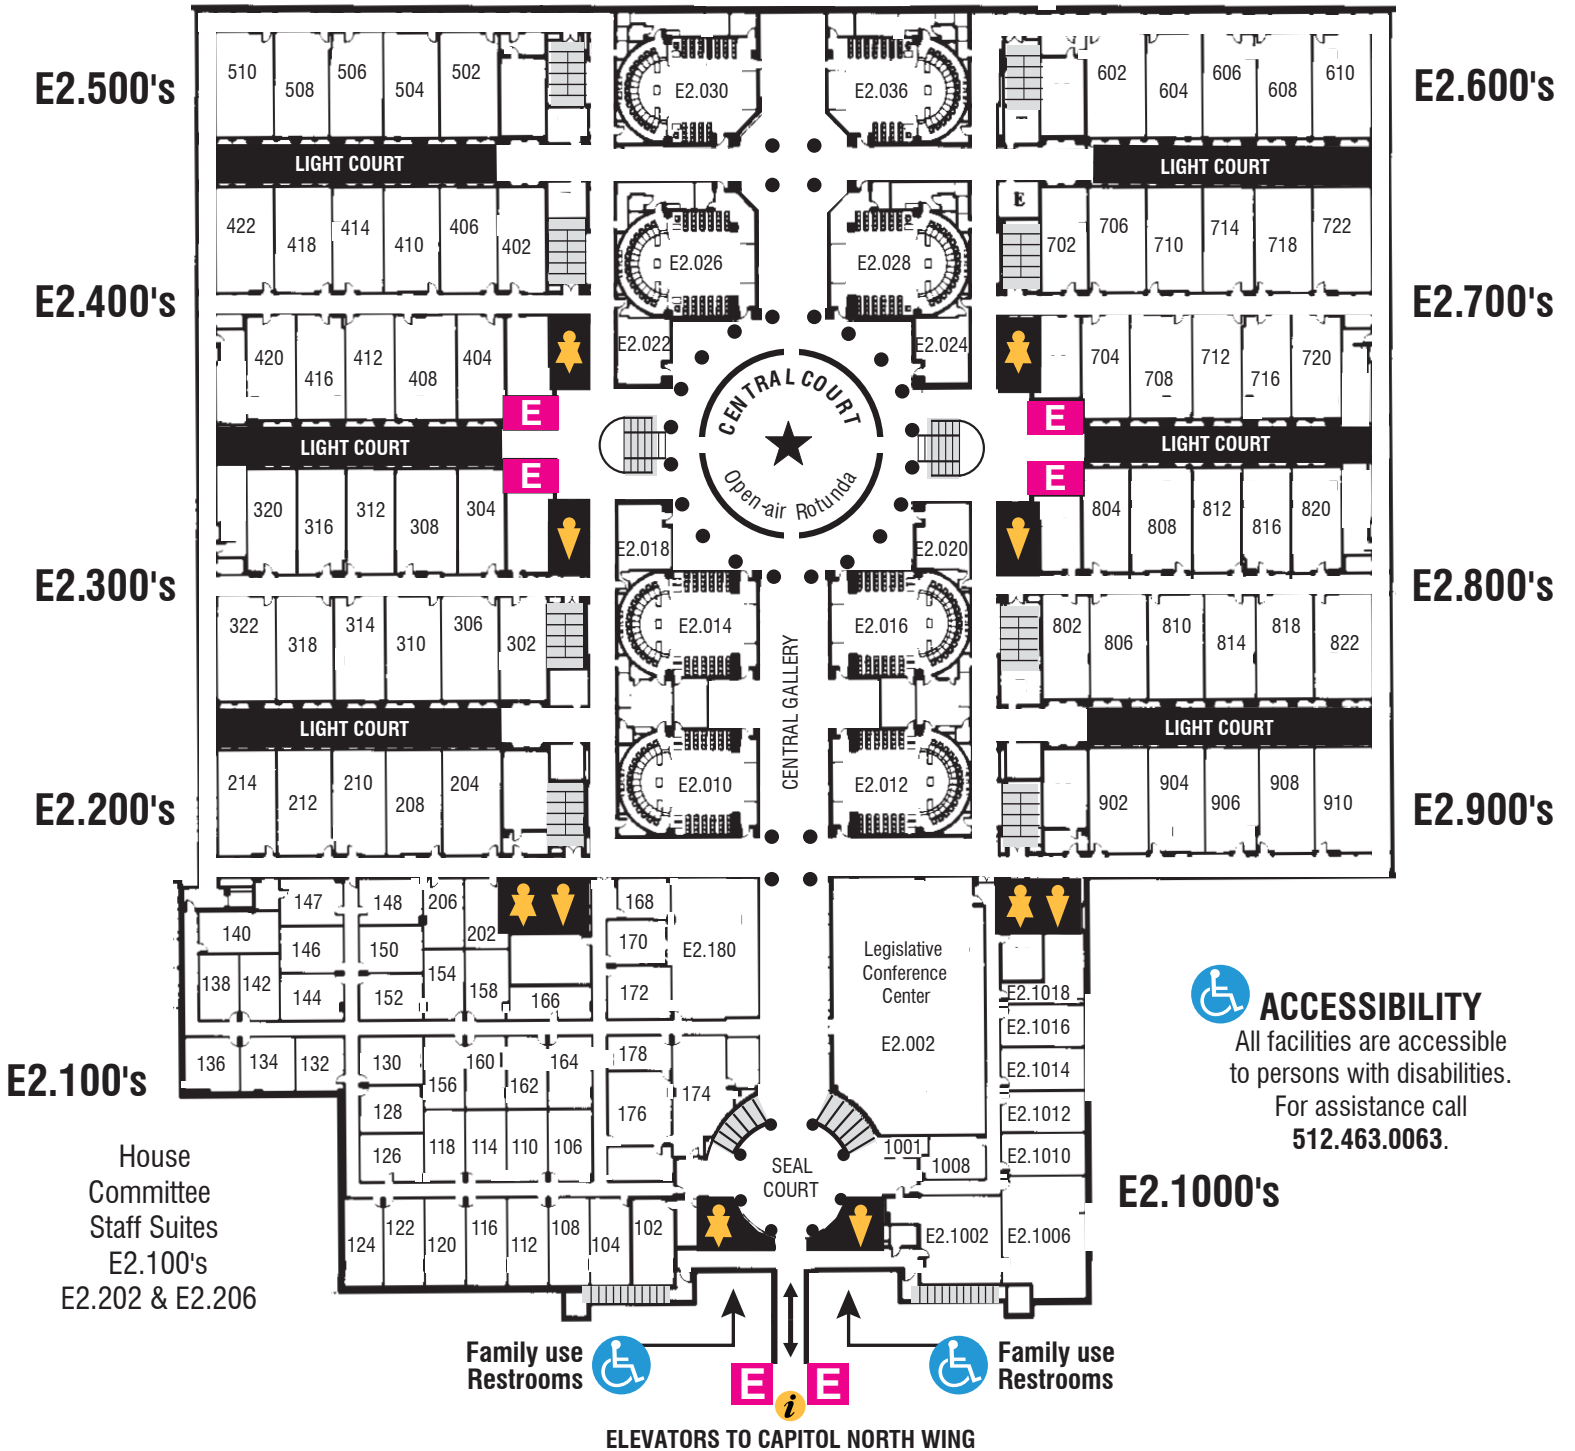 E2.500's
510
508
506
504
502
E2.030
E2.036
602
604
606
608
610
E2.600's
LIGHT COURT
LIGHT COURT
422
418
414
410
406
402
E2.026
E2.028
E
702
706
710
714
718
722
E2.400's
E2.700's
420
416
412
408
404
E2.022
E2.024
704
708
712
716
720
E
E
CENTRAL COURT
LIGHT COURT
LIGHT COURT
E
E
Open-air Rotunda
320
316
312
308
304
E2.018
E2.020
804
808
812
816
820
E2.300's
E2.800's
322
318
314
310
306
302
E2.014
E2.016
802
806
810
814
818
822
CENTRAL GALLERY
LIGHT COURT
LIGHT COURT
E2.200's
214
212
210
208
204
E2.010
E2.012
902
904
906
908
910
E2.900's
147
148
206
168
140
146
150
202
170
E2.180
Legislative
Conference
Center
E2.002
138
142
144
152
154
158
166
172
E2.1018
E2.1016
E2.1014
E2.1012
E2.1010
136
134
132
130
156
160
162
164
178
174
128
176
126
118
114
110
106
1001
1008
SEAL
COURT
124
122
120
116
112
108
104
102
E2.1002
E2.1006
E2.100's
E2.1000's
House
Committee
Staff Suites
E2.100's
E2.202 & E2.206
ACCESSIBILITY
All facilities are accessible
to persons with disabilities.
For assistance call
512.463.0063.
Family use
Restrooms
Family use
Restrooms
E
E
i
ELEVATORS TO CAPITOL NORTH WING